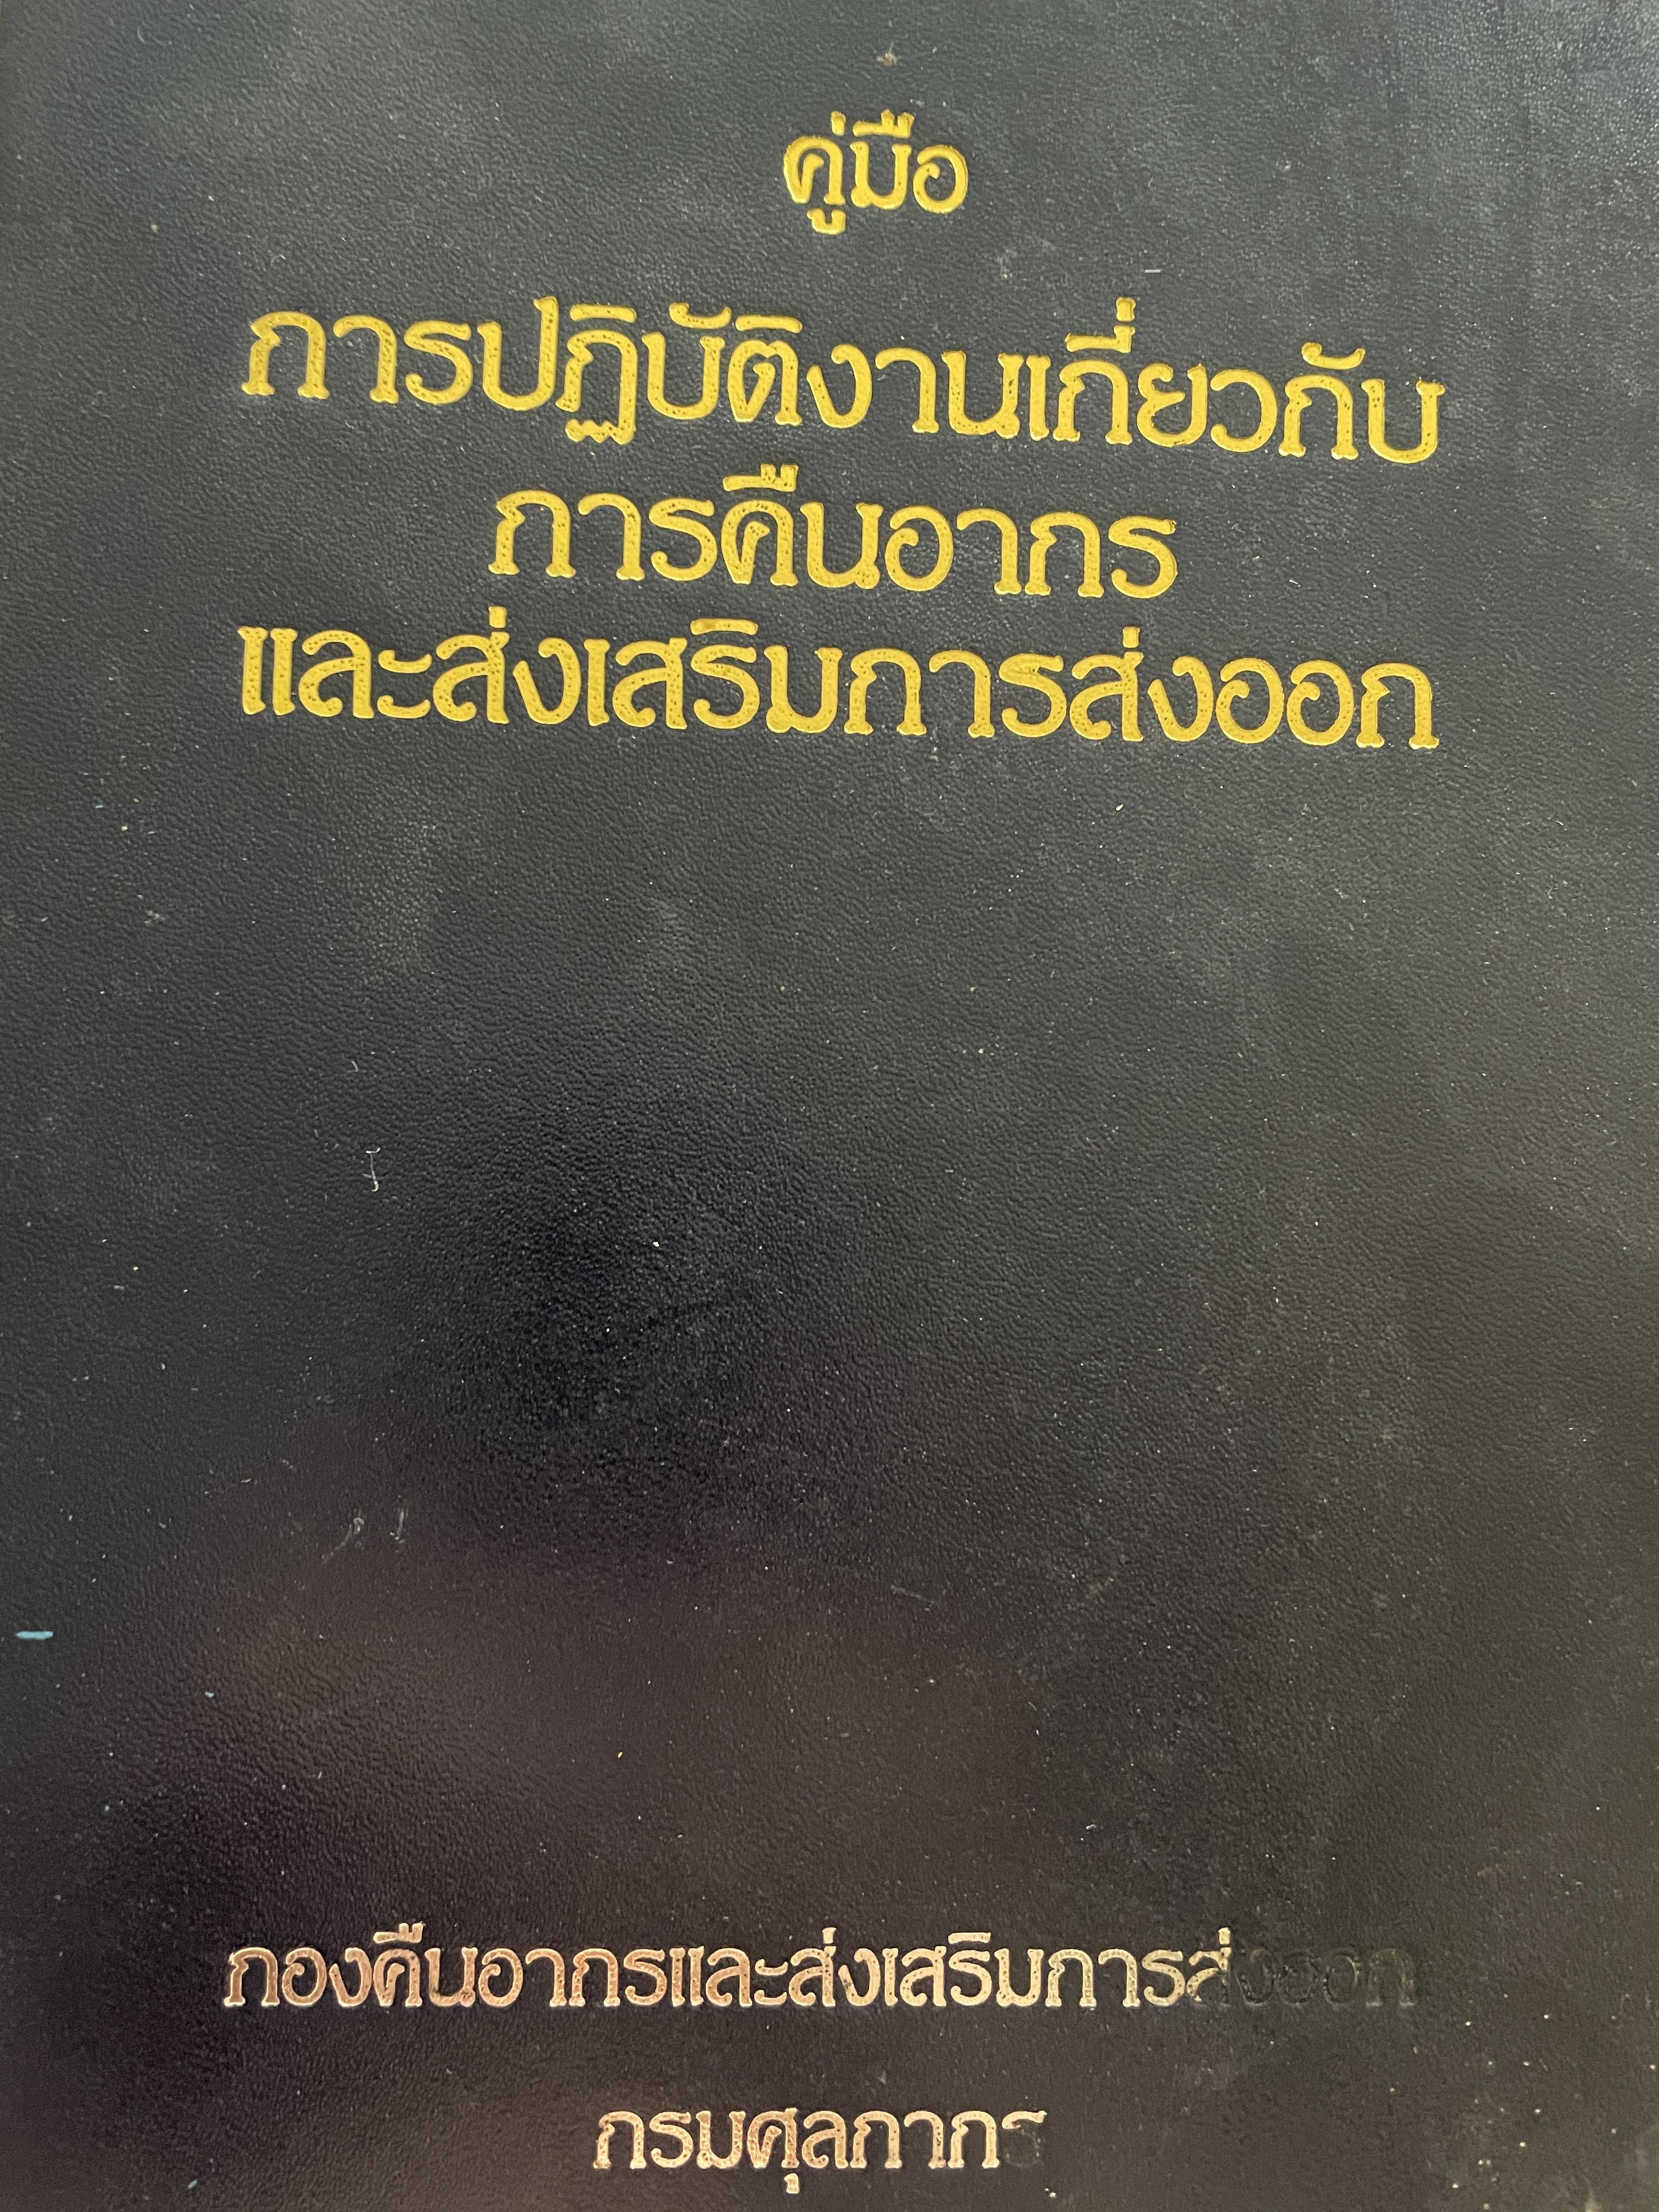 คู่มือ
การปฏิบัติงานเกี่ยวกับ
การคืนอากร
และส่งเสริมการส่งออก
กองคืนอากรและส่งเสริมการส่งออก
กรมศุลกากร